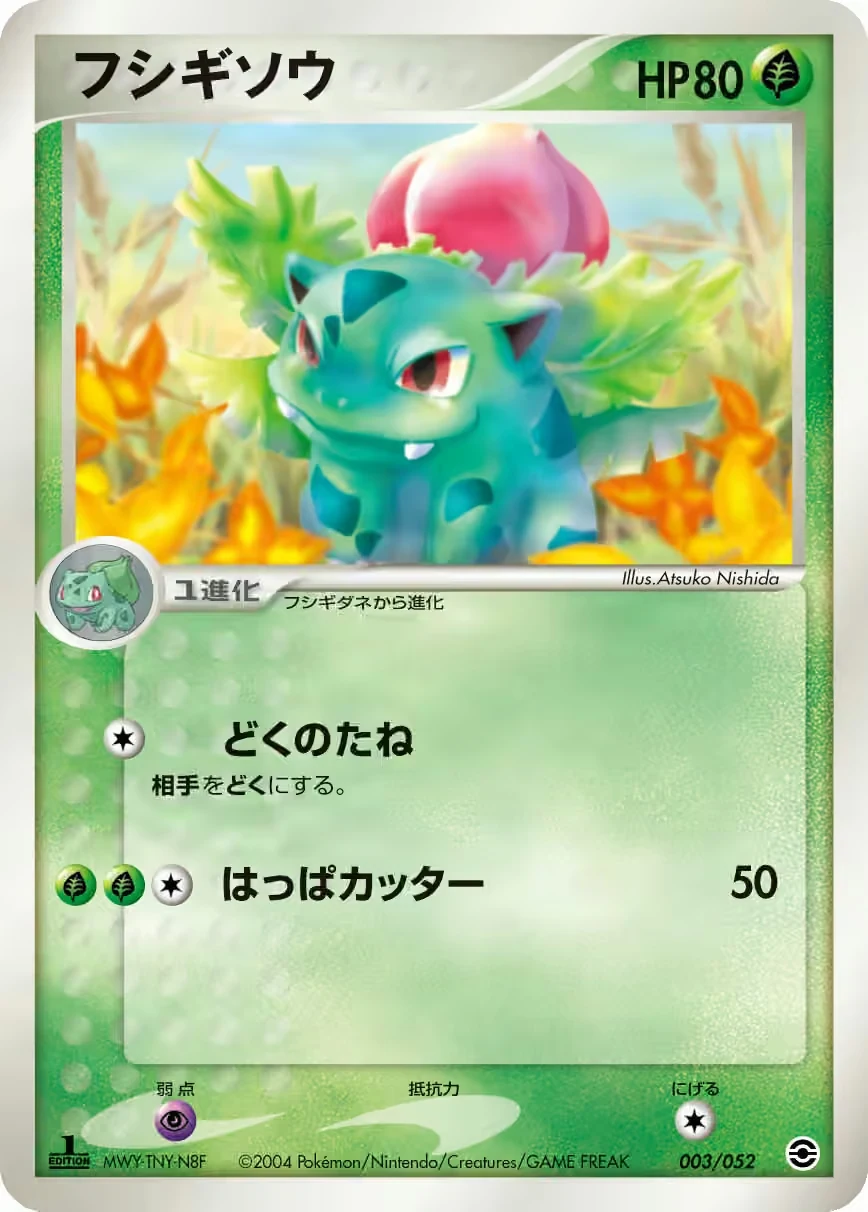 フシギソウ HP80
Illus.Atsuko Nishida
1進化 フシギダネから進化
どくのたね
相手をどくにする。
はっぱカッター 50
弱点 抵抗力 にげる
1 EDITION MWY-TNY-N8F ©2004 Pokémon/Nintendo/Creatures/GAME FREAK 003/052